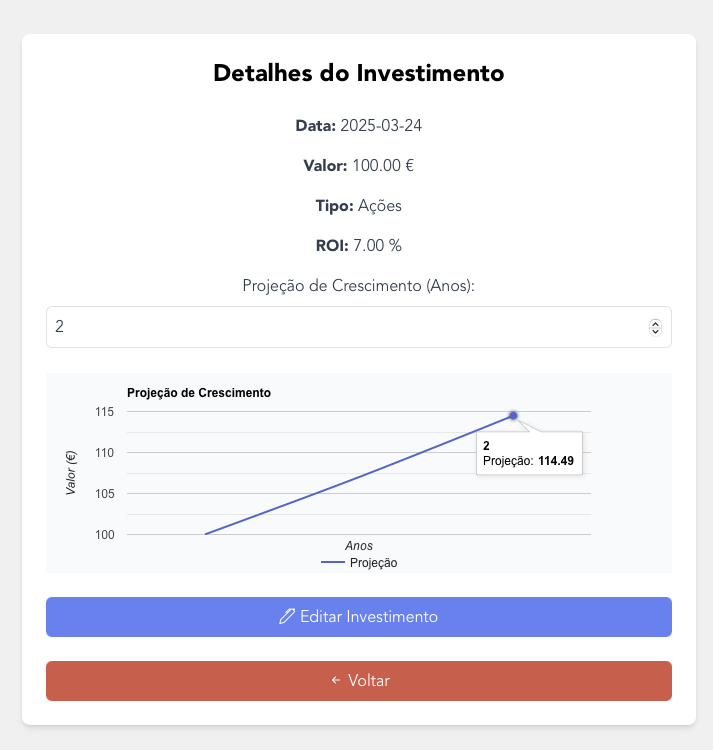 Detalhes do Investimento
Data: 2025-03-24
Valor: 100.00 €
Tipo: Ações
ROI: 7.00 %
Projeção de Crescimento (Anos):
2
Projeção de Crescimento
115
110
105
100
Valor (€)
2
Projeção: 114.49
Anos
Projeção
Editar Investimento
← Voltar